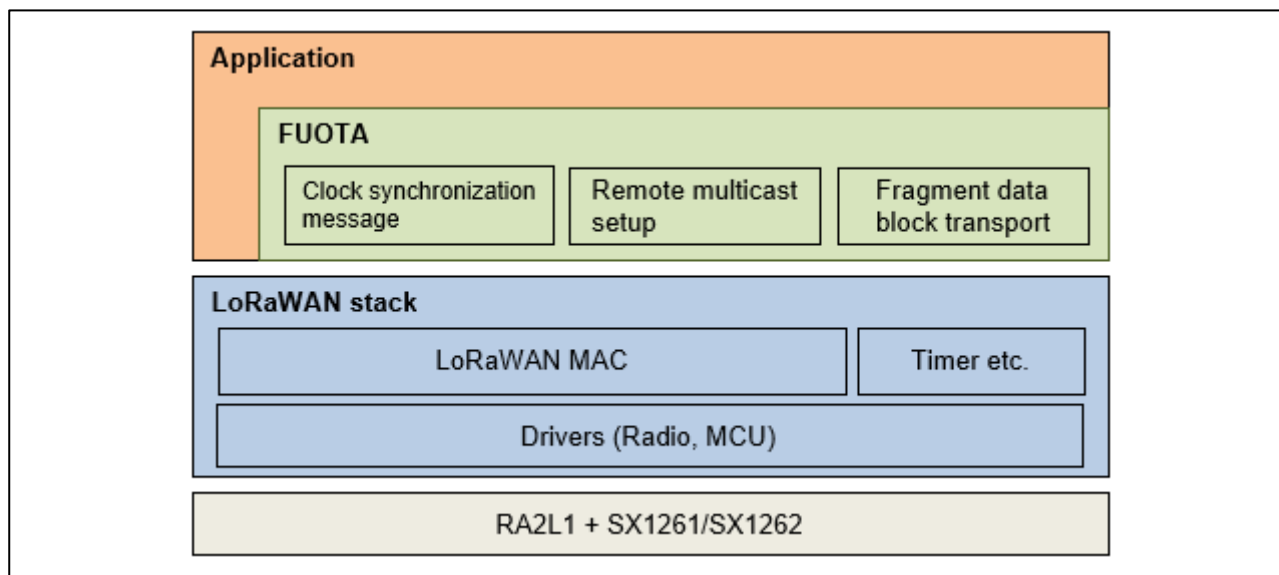 Application
FUOTA
Clock synchronization
message
Remote multicast
setup
Fragment data
block transport
LoRaWAN stack
LoRaWAN MAC
Timer etc.
Drivers (Radio, MCU)
RA2L1 + SX1261/SX1262